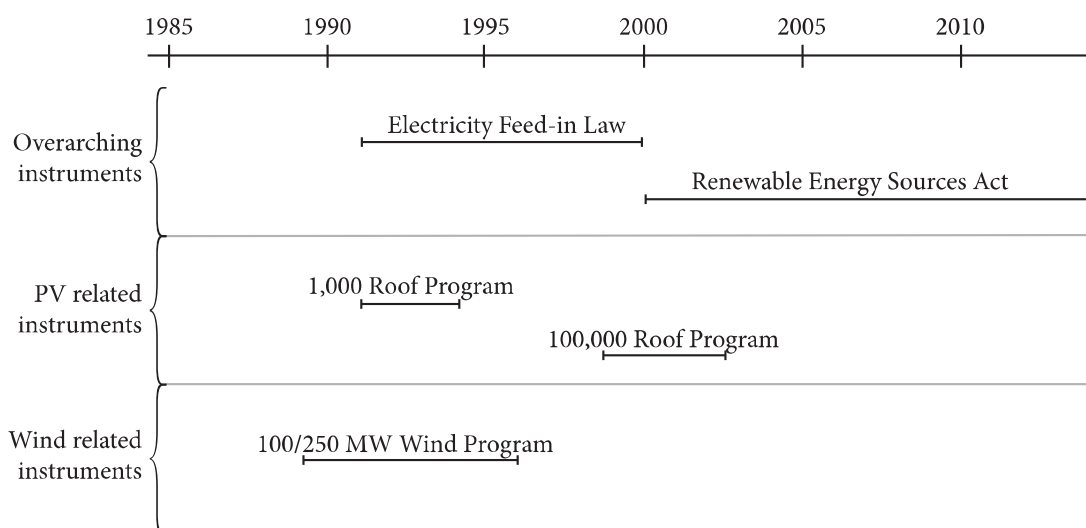 1985 1990 1995 2000 2005 2010
Overarching
instruments
Electricity Feed-in Law
Renewable Energy Sources Act
PV related
instruments
1,000 Roof Program
100,000 Roof Program
Wind related
instruments
100/250 MW Wind Program